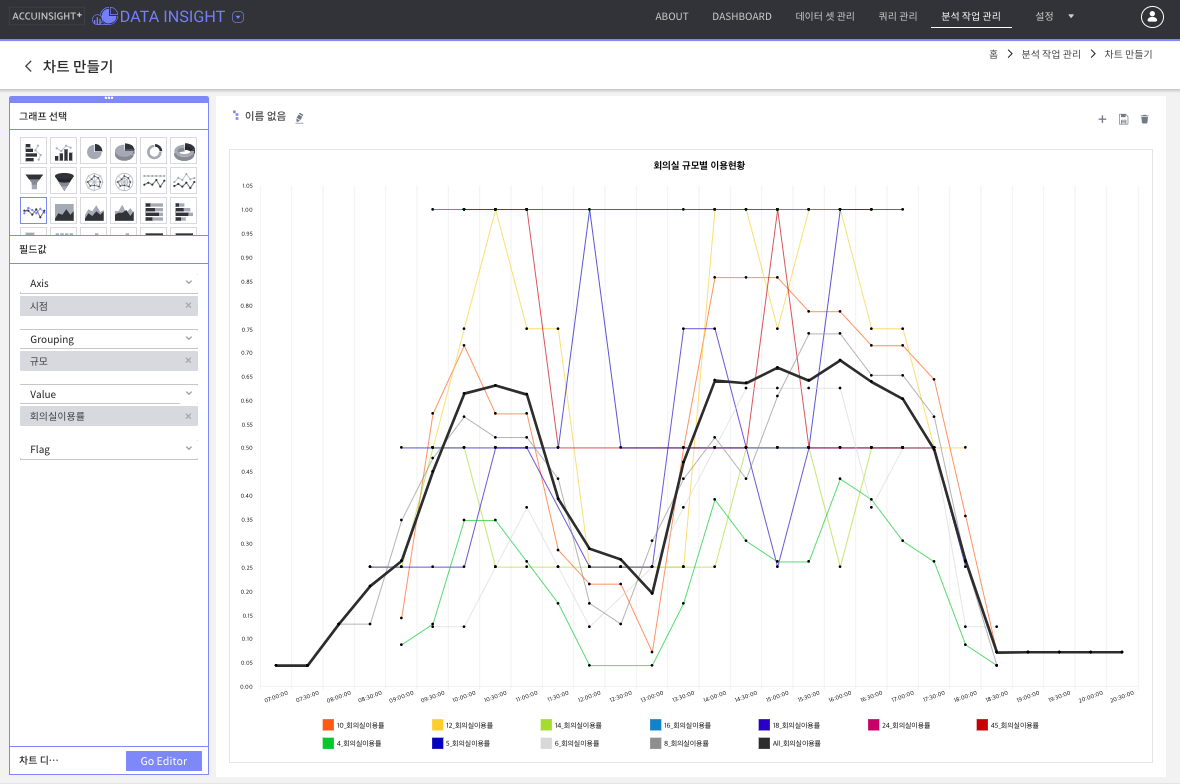 ACCUINSIGHT+ DATA INSIGHT ABOUT DASHBOARD 데이터 셋 관리 쿼리 관리 분석 작업 관리 설정
차트 만들기
홈 > 분석 작업 관리 > 차트 만들기
그래프 선택
필드값
Axis
시점
Grouping
규모
Value
회의실이용률
Flag
차트 디…
Go Editor
이름 없음
회의실 규모별 이용현황
1.05
1.00
0.95
0.90
0.85
0.80
0.75
0.70
0.65
0.60
0.55
0.50
0.45
0.40
0.35
0.30
0.25
0.20
0.15
0.10
0.05
0.00
07:00:00 07:30:00 08:00:00 08:30:00 09:00:00 09:30:00 10:00:00 10:30:00 11:00:00 11:30:00 12:00:00 12:30:00 13:00:00 13:30:00 14:00:00 14:30:00 15:00:00 15:30:00 16:00:00 16:30:00 17:00:00 17:30:00 18:00:00 18:30:00 19:00:00 19:30:00 20:00:00 20:30:00
10_회의실이용률 12_회의실이용률 14_회의실이용률 16_회의실이용률 18_회의실이용률 24_회의실이용률 45_회의실이용률
4_회의실이용률 5_회의실이용률 6_회의실이용률 8_회의실이용률 All_회의실이용률